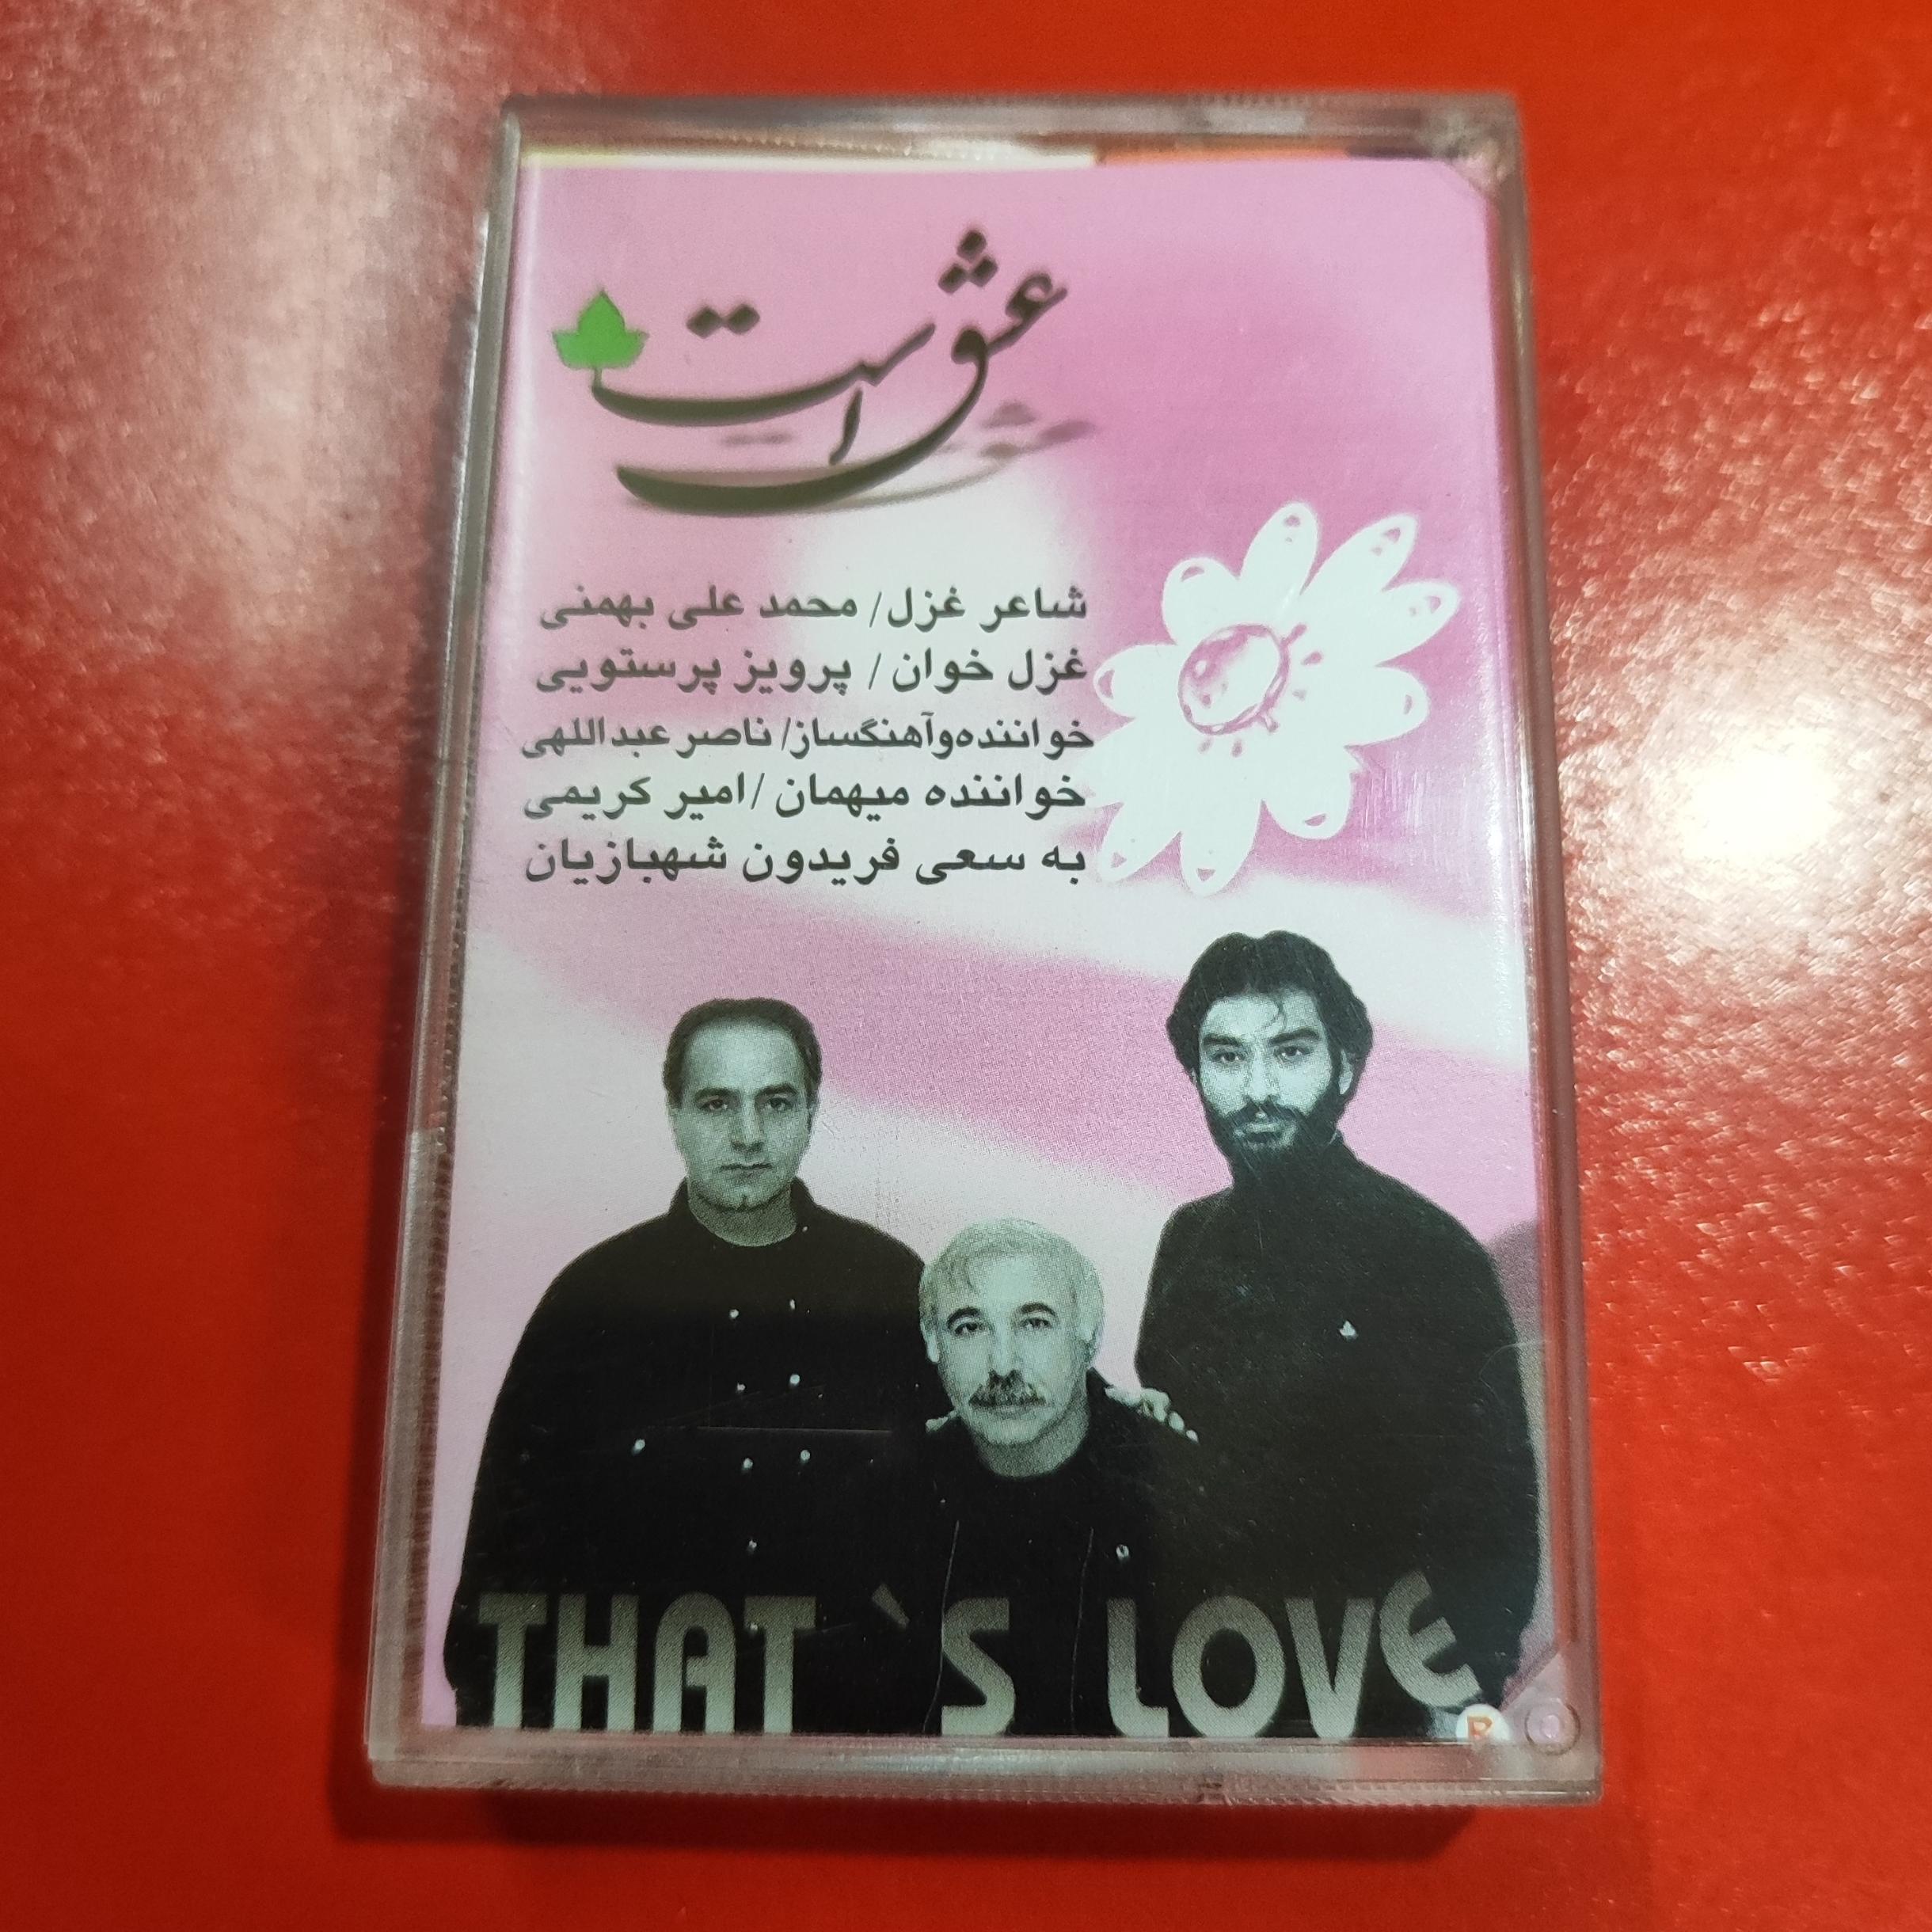 عشق است
شاعر غزل/ محمد علی بهمنی
غزل خوان / پرویز پرستویی
خواننده‌وآهنگساز/ ناصر عبداللهی
خواننده میهمان /امیر کریمی
به سعی فریدون شهبازیان
THAT`S LOVE